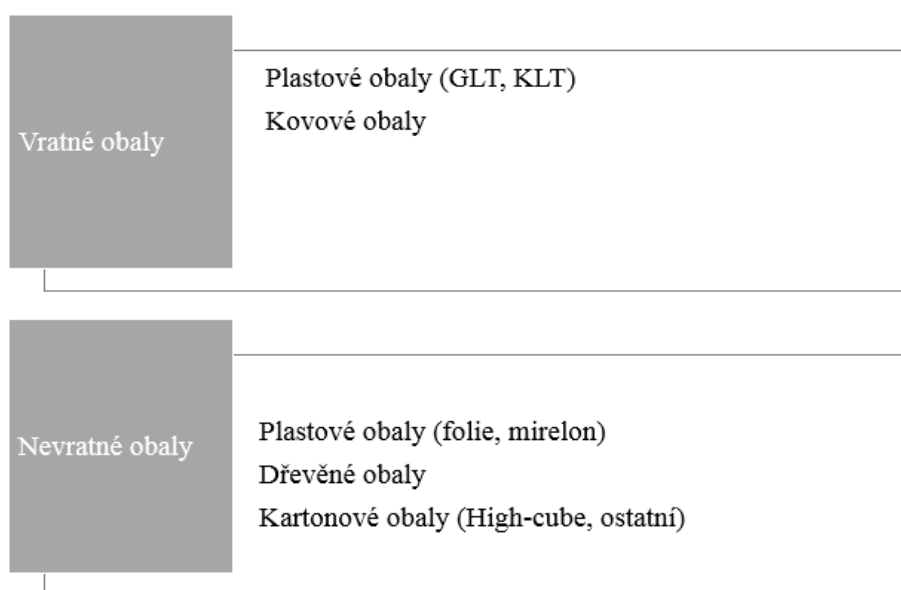 Vratné obaly
Plastové obaly (GLT, KLT)
Kovové obaly
Nevratné obaly
Plastové obaly (folie, mirelon)
Dřevěné obaly
Kartonové obaly (High-cube, ostatní)